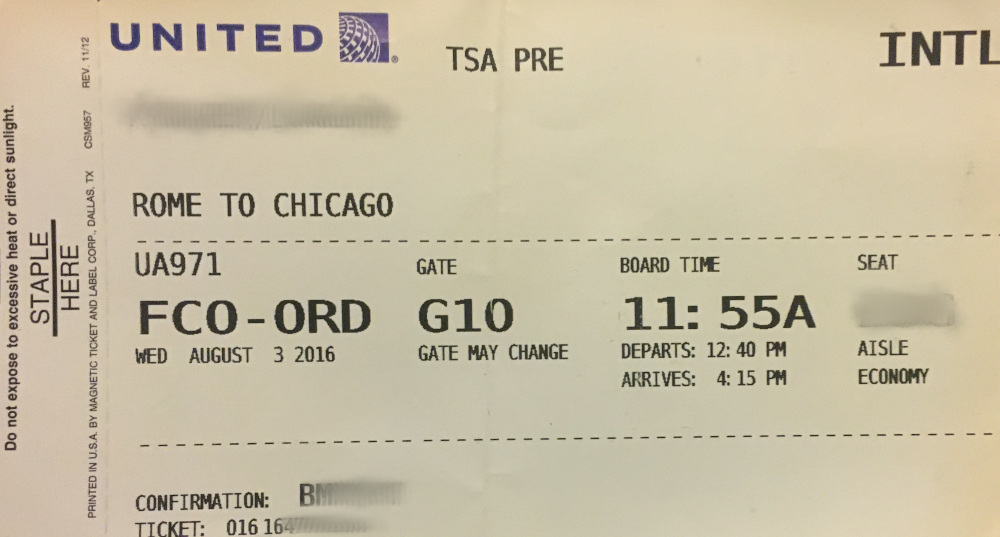 UNITED
TSA PRE
INTL
ROME TO CHICAGO
UA971
GATE
BOARD TIME
SEAT
FCO-ORD
G10
11:55A
WED AUGUST 3 2016
GATE MAY CHANGE
DEPARTS: 12:40 PM
AISLE
ARRIVES: 4:15 PM
ECONOMY
CONFIRMATION: BM
TICKET: 016 164
Do not expose to excessive heat or direct sunlight.
STAPLE
HERE
PRINTED IN U.S.A. BY MAGNETIC TICKET AND LABEL CORP., DALLAS, TX CSM957 REV. 11/12